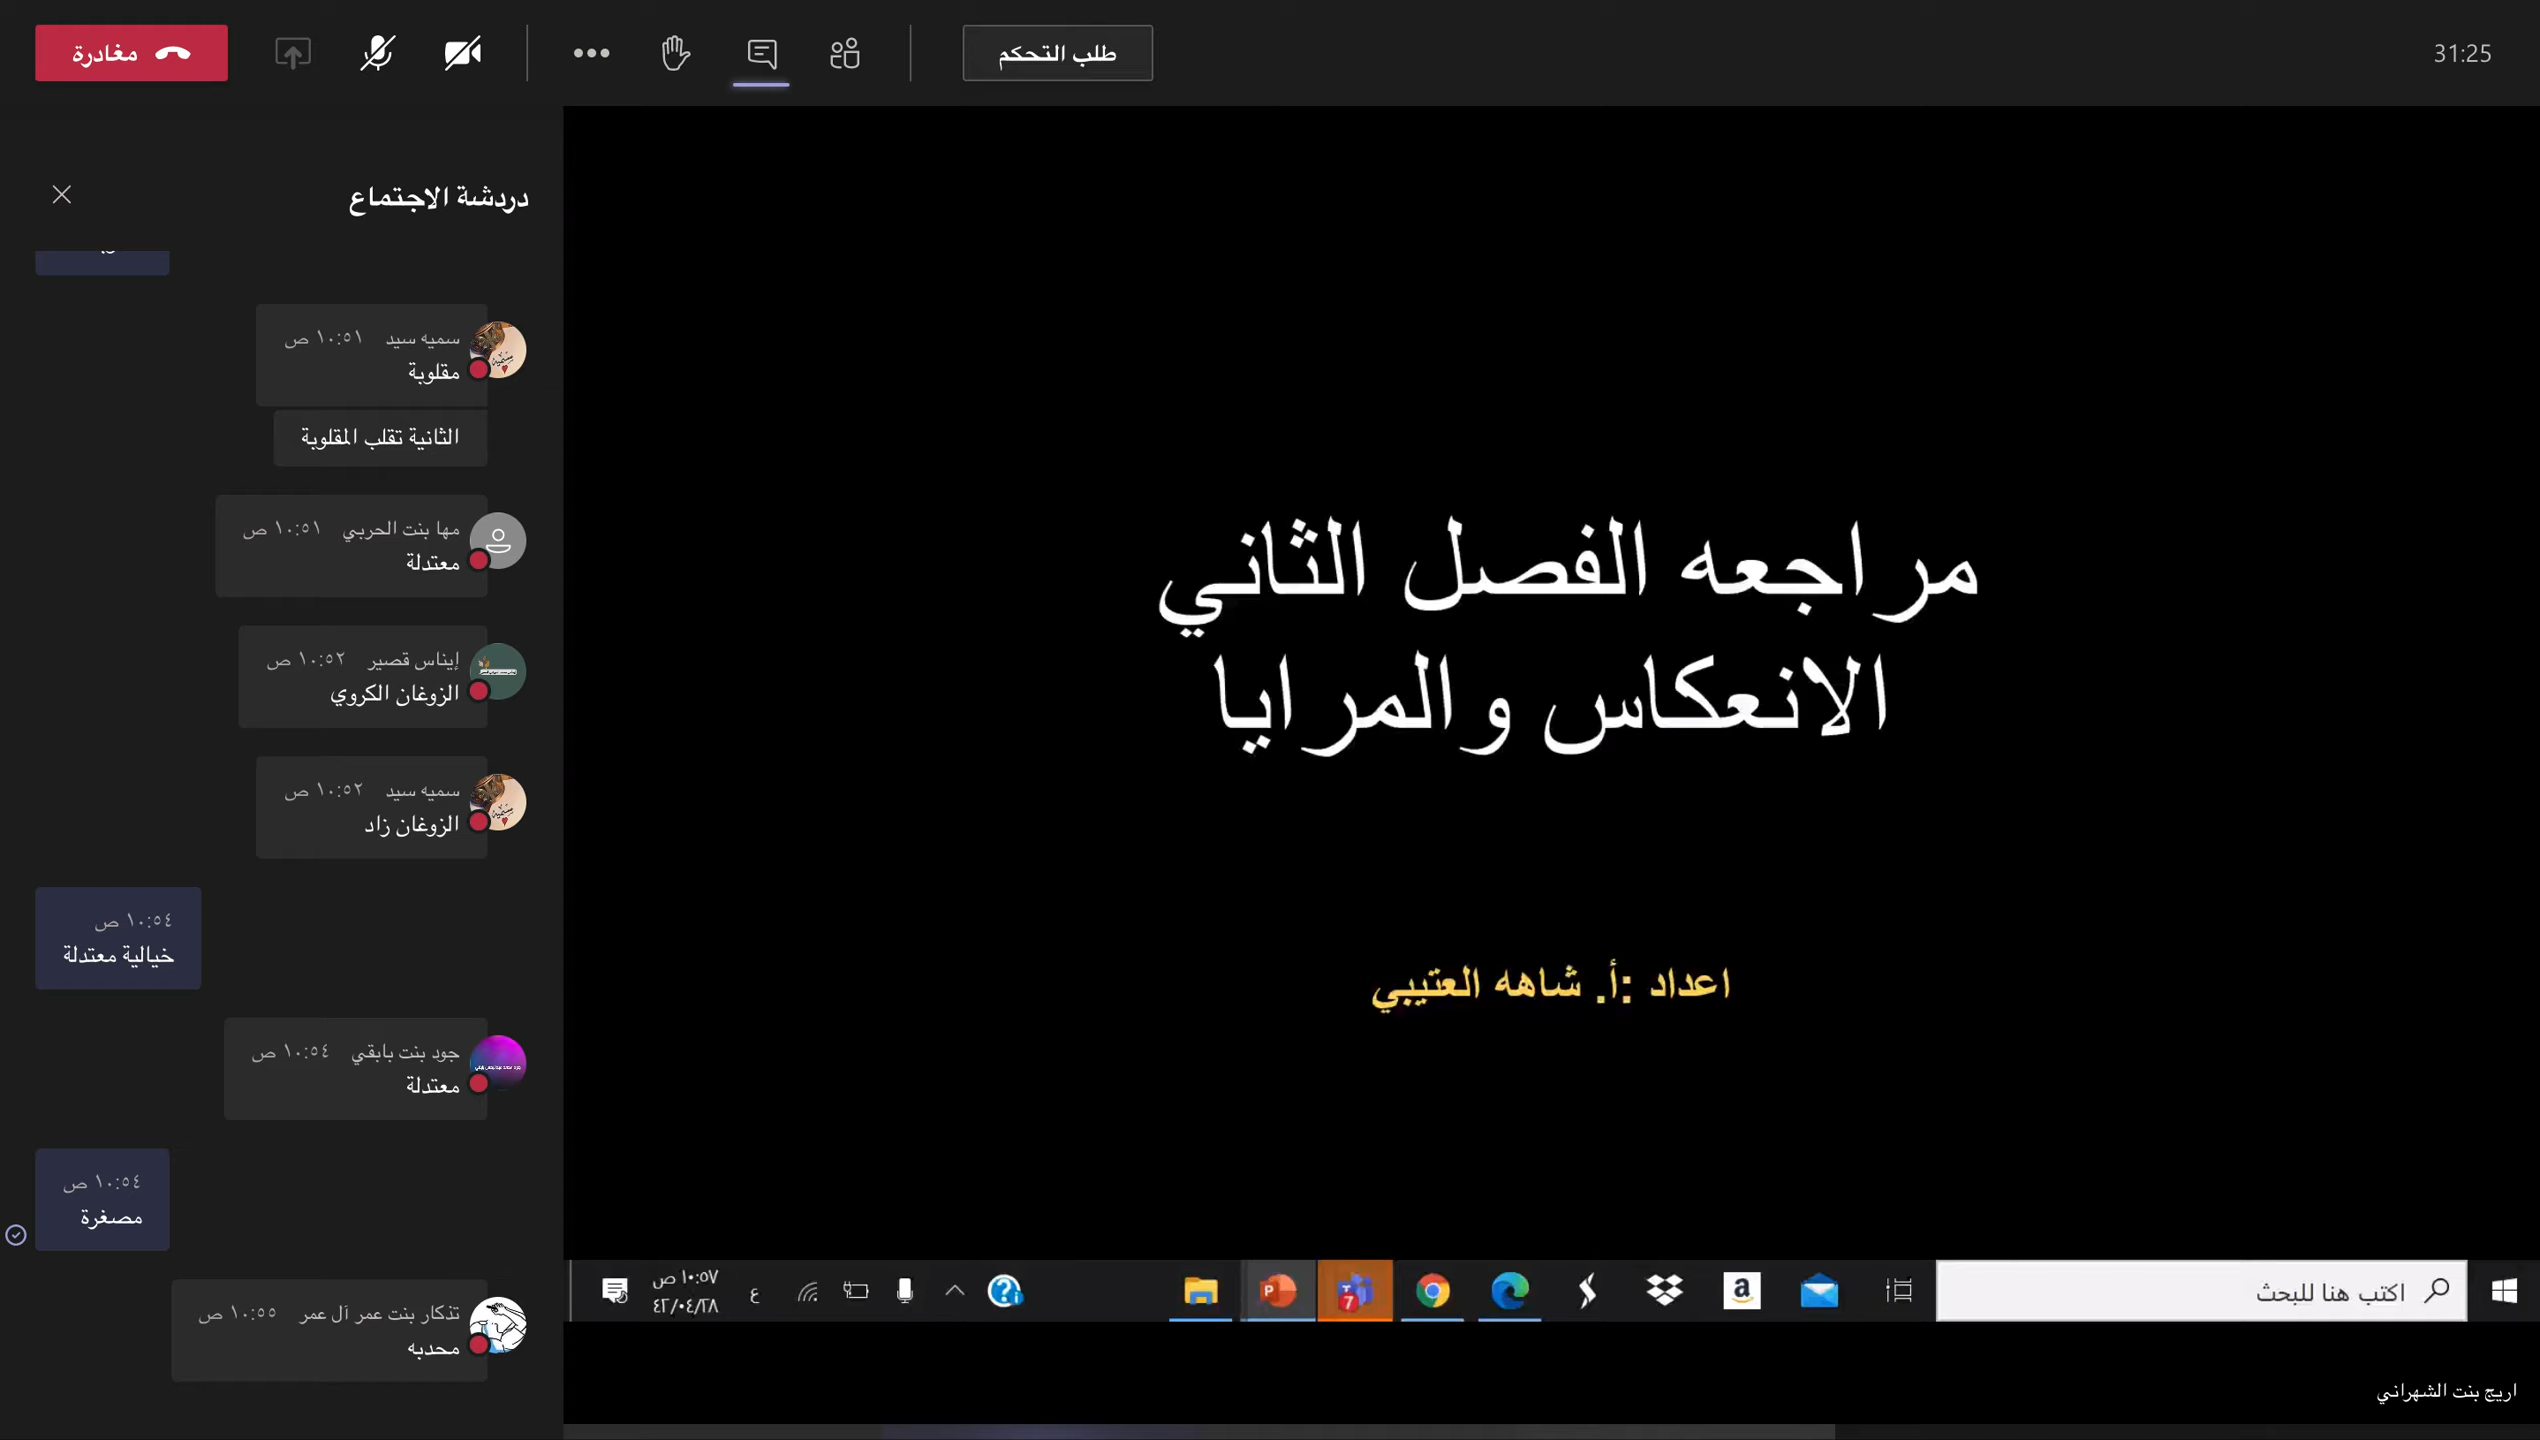 مغادرة
طلب التحكم
31:25
دردشة الاجتماع
سميه سيد ١٠:٥١ ص
مقلوبة
الثانية تقلب المقلوبة
مها بنت الحربي ١٠:٥١ ص
معتدلة
إيناس قصير ١٠:٥٢ ص
الزوغان الكروي
سميه سيد ١٠:٥٢ ص
الزوغان زاد
١٠:٥٤ ص
خيالية معتدلة
جود بنت بابقي ١٠:٥٤ ص
معتدلة
١٠:٥٤ ص
مصغرة
تذكار بنت عمر آل عمر ١٠:٥٥ ص
محدبه
مراجعه الفصل الثاني
الانعكاس والمرايا
اعداد :أ. شاهه العتيبي
اكتب هنا للبحث
7
ع
١٠:٥٧ ص
٤٢/٠٤/٢٨
اريج بنت الشهراني